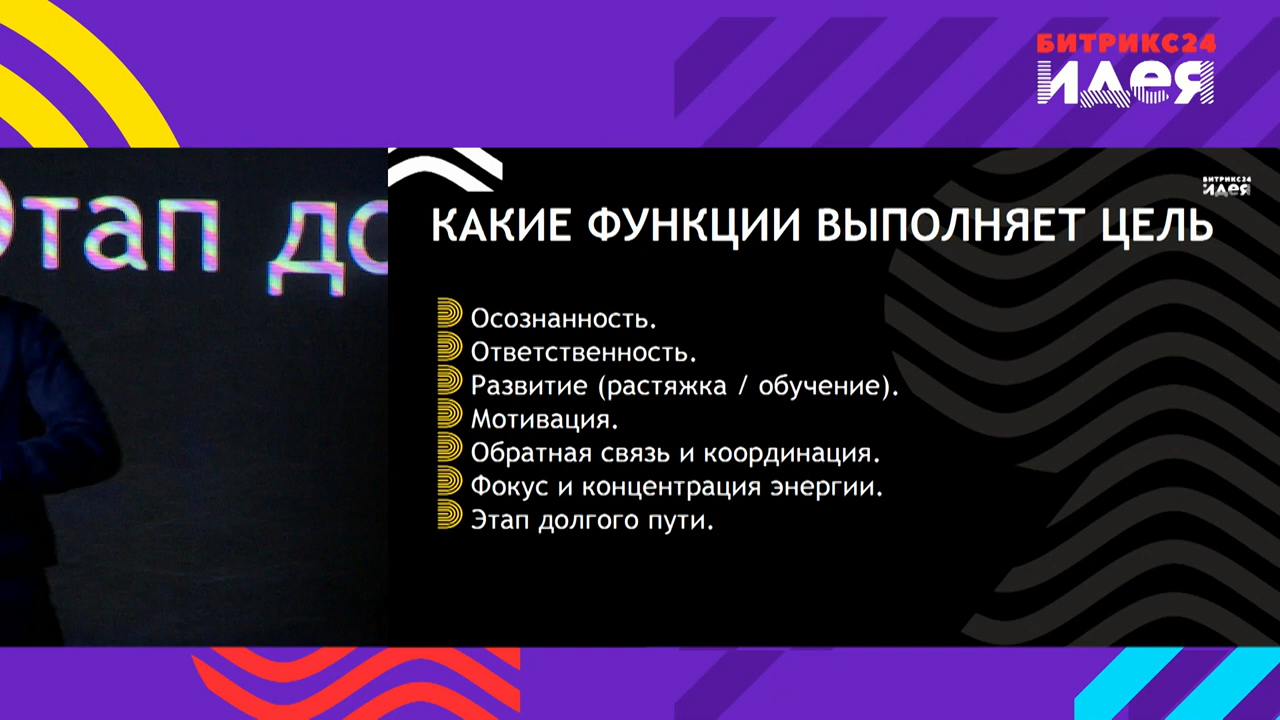 БИТРИКС24
идея
Этап до
БИТРИКС24
идея
КАКИЕ ФУНКЦИИ ВЫПОЛНЯЕТ ЦЕЛЬ
Осознанность.
Ответственность.
Развитие (растяжка / обучение).
Мотивация.
Обратная связь и координация.
Фокус и концентрация энергии.
Этап долгого пути.